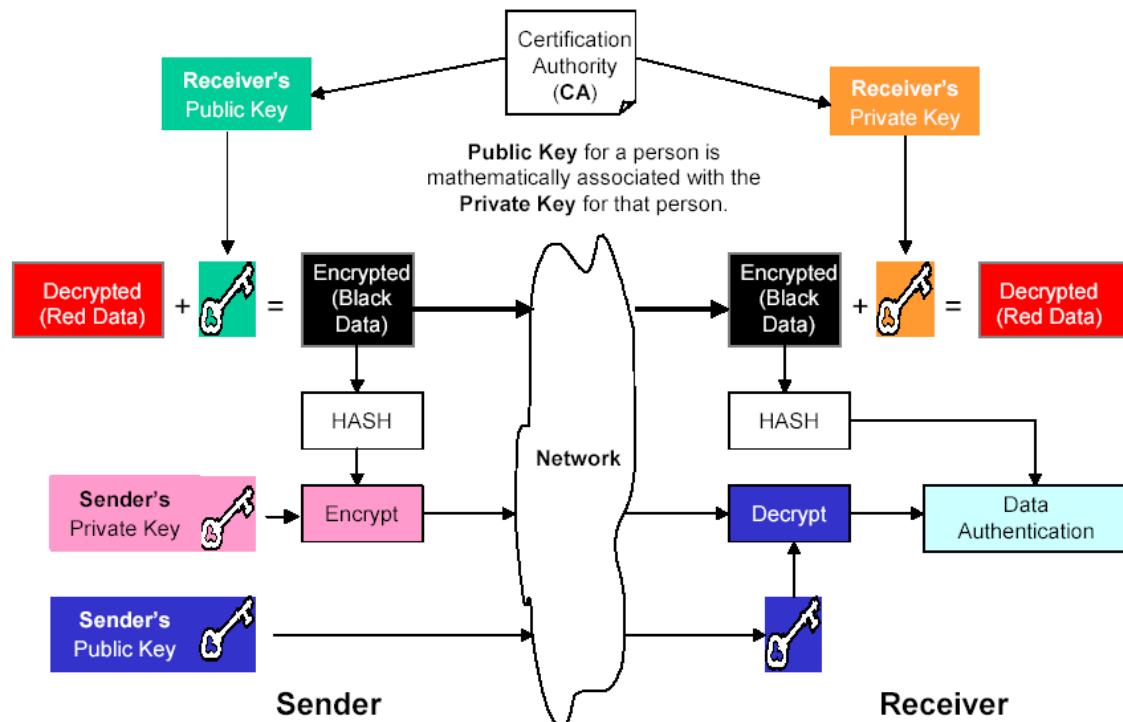 Certification
Authority
(CA)
Receiver's
Public Key
Receiver's
Private Key
Public Key for a person is
mathematically associated with the
Private Key for that person.
Decrypted
(Red Data)
+
=
Encrypted
(Black
Data)
Encrypted
(Black
Data)
+
=
Decrypted
(Red Data)
HASH
HASH
Network
Sender's
Private Key
Encrypt
Decrypt
Data
Authentication
Sender's
Public Key
Sender
Receiver